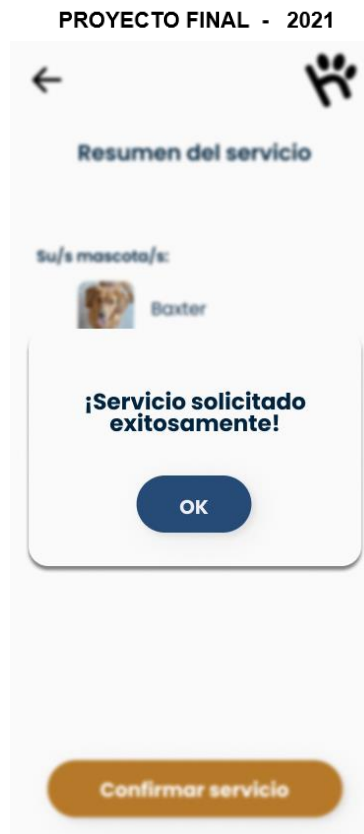 PROYECTO FINAL - 2021
Resumen del servicio
Su/s mascota/s:
Baxter
¡Servicio solicitado
exitosamente!
OK
Confirmar servicio